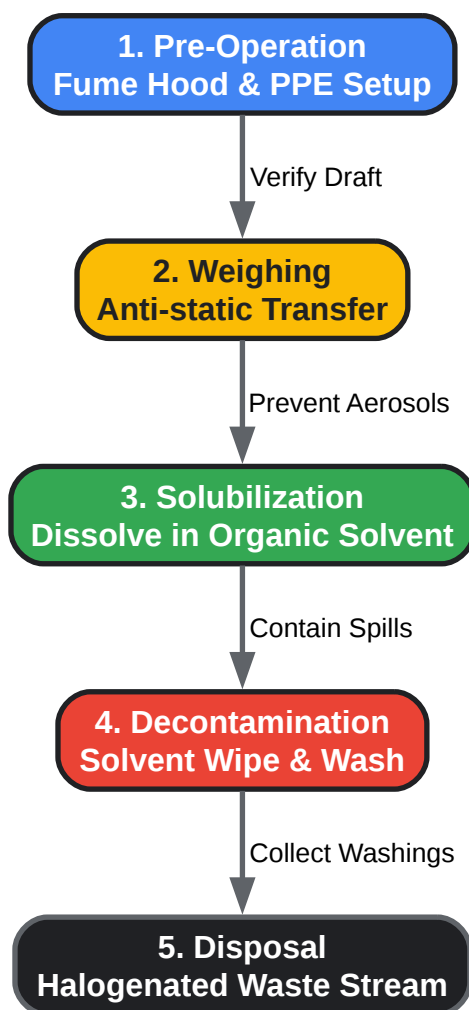 1. Pre-Operation
Fume Hood & PPE Setup
Verify Draft
2. Weighing
Anti-static Transfer
Prevent Aerosols
3. Solubilization
Dissolve in Organic Solvent
Contain Spills
4. Decontamination
Solvent Wipe & Wash
Collect Washings
5. Disposal
Halogenated Waste Stream